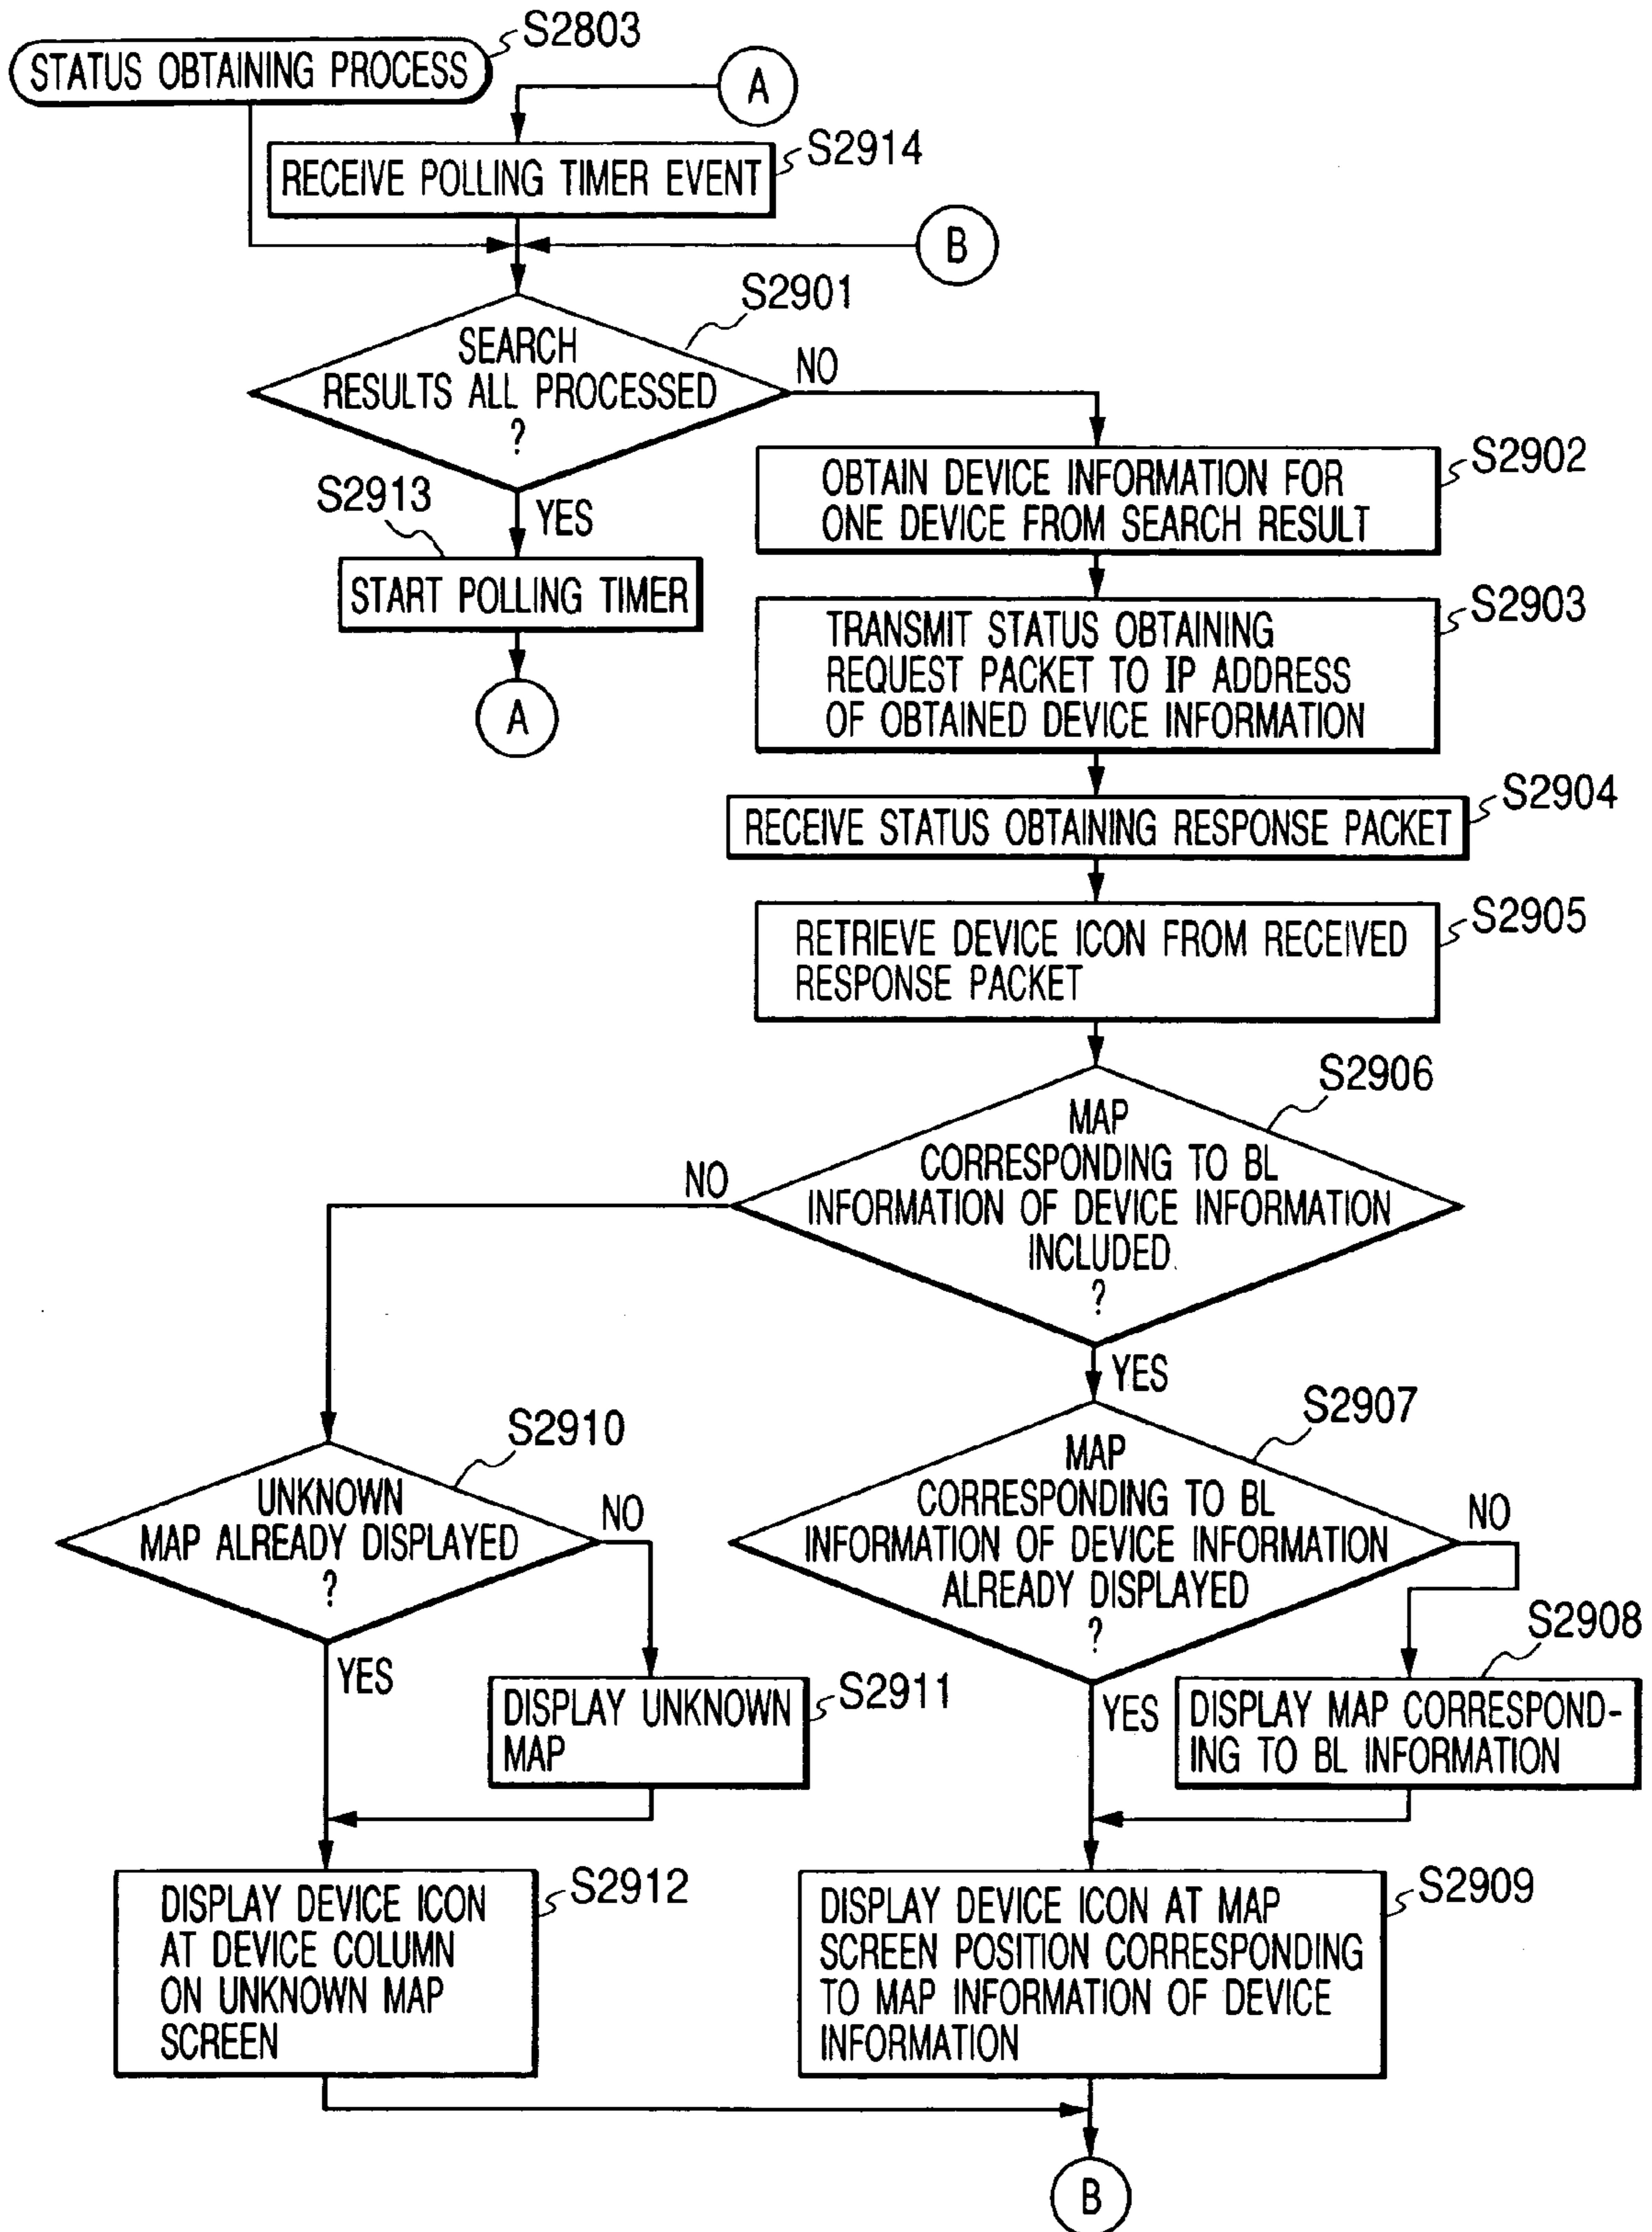 S2803
STATUS OBTAINING PROCESS
A
S2914
RECEIVE POLLING TIMER EVENT
B
S2901
SEARCH
RESULTS ALL PROCESSED
?
NO
YES
S2913
START POLLING TIMER
A
S2902
OBTAIN DEVICE INFORMATION FOR
ONE DEVICE FROM SEARCH RESULT
S2903
TRANSMIT STATUS OBTAINING
REQUEST PACKET TO IP ADDRESS
OF OBTAINED DEVICE INFORMATION
S2904
RECEIVE STATUS OBTAINING RESPONSE PACKET
S2905
RETRIEVE DEVICE ICON FROM RECEIVED
RESPONSE PACKET
S2906
MAP
CORRESPONDING TO BL
INFORMATION OF DEVICE INFORMATION
INCLUDED
?
NO
YES
S2910
UNKNOWN
MAP ALREADY DISPLAYED
?
NO
YES
S2911
DISPLAY UNKNOWN
MAP
S2907
MAP
CORRESPONDING TO BL
INFORMATION OF DEVICE INFORMATION
ALREADY DISPLAYED
?
NO
YES
S2908
DISPLAY MAP CORRESPOND-
ING TO BL INFORMATION
S2912
DISPLAY DEVICE ICON
AT DEVICE COLUMN
ON UNKNOWN MAP
SCREEN
S2909
DISPLAY DEVICE ICON AT MAP
SCREEN POSITION CORRESPONDING
TO MAP INFORMATION OF DEVICE
INFORMATION
B